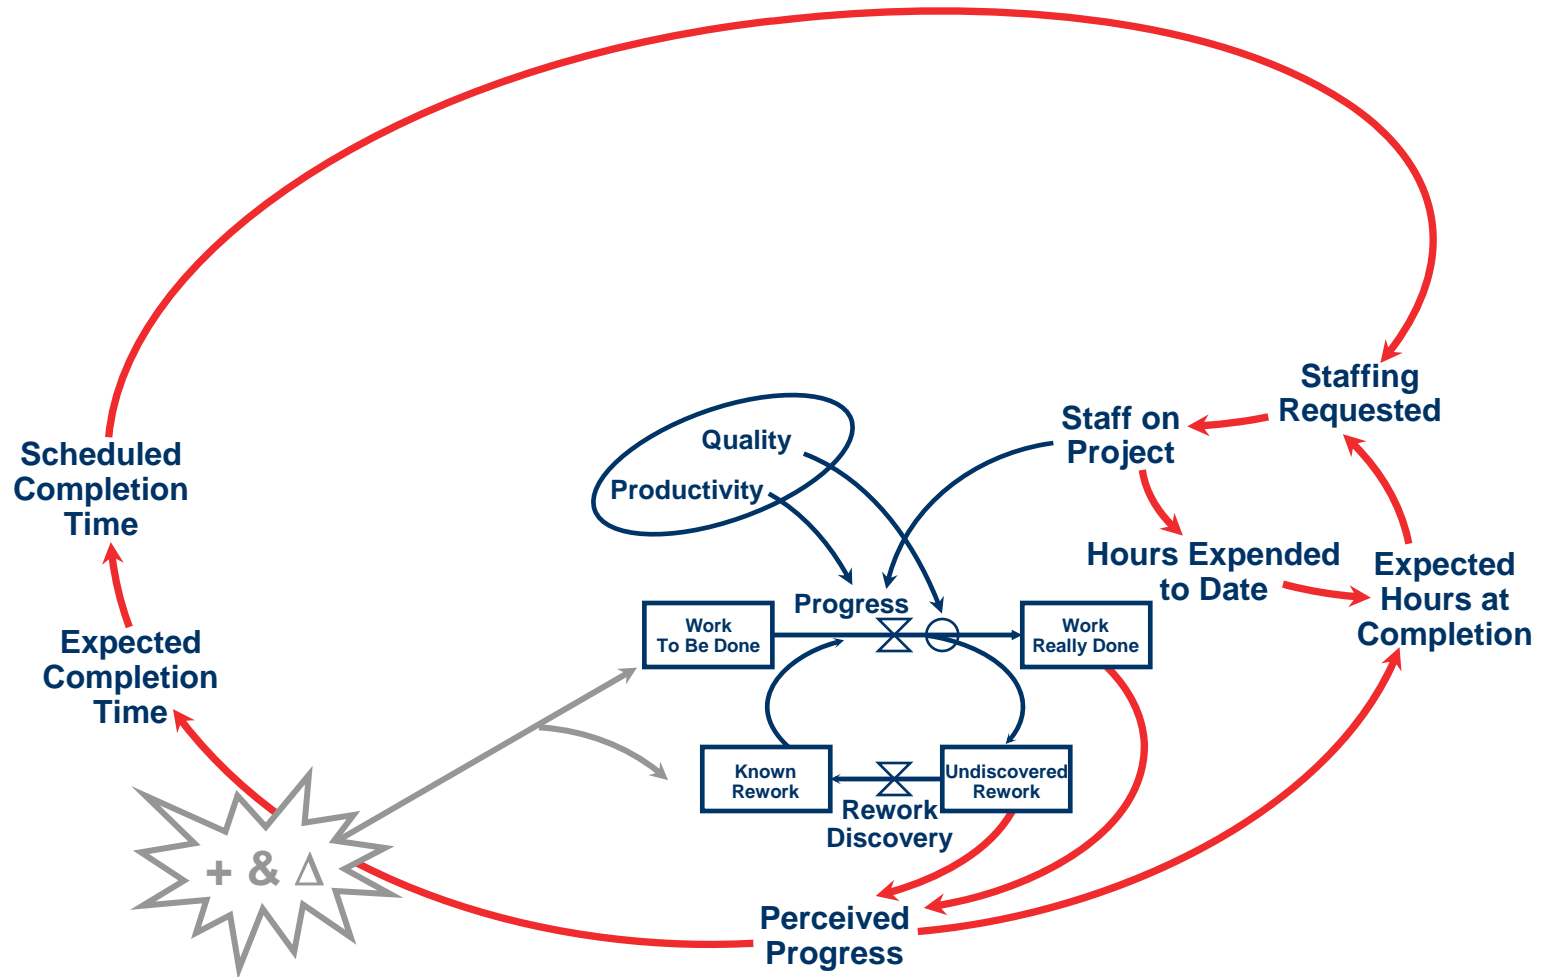 Staffing
Requested
Staff on
Project
Quality
Productivity
Scheduled
Completion
Time
Hours Expended
to Date
Expected
Hours at
Completion
Progress
Work
To Be Done
Work
Really Done
Expected
Completion
Time
Known
Rework
Undiscovered
Rework
Rework
Discovery
+ & Δ
Perceived
Progress